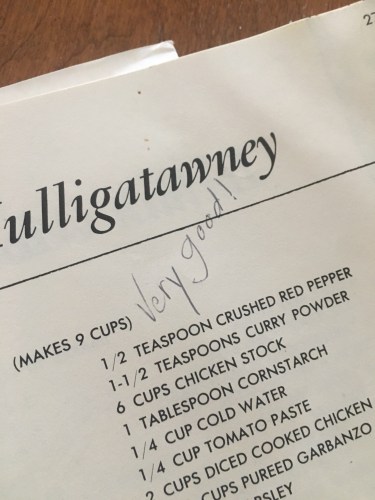 27
ulligatawney
Very good!
(MAKES 9 CUPS)
1/2 TEASPOON CRUSHED RED PEPPER
1-1/2 TEASPOONS CURRY POWDER
6 CUPS CHICKEN STOCK
1 TABLESPOON CORNSTARCH
1/4 CUP COLD WATER
1/4 CUP TOMATO PASTE
2 CUPS DICED COOKED CHICKEN
CUPS PUREED GARBANZO